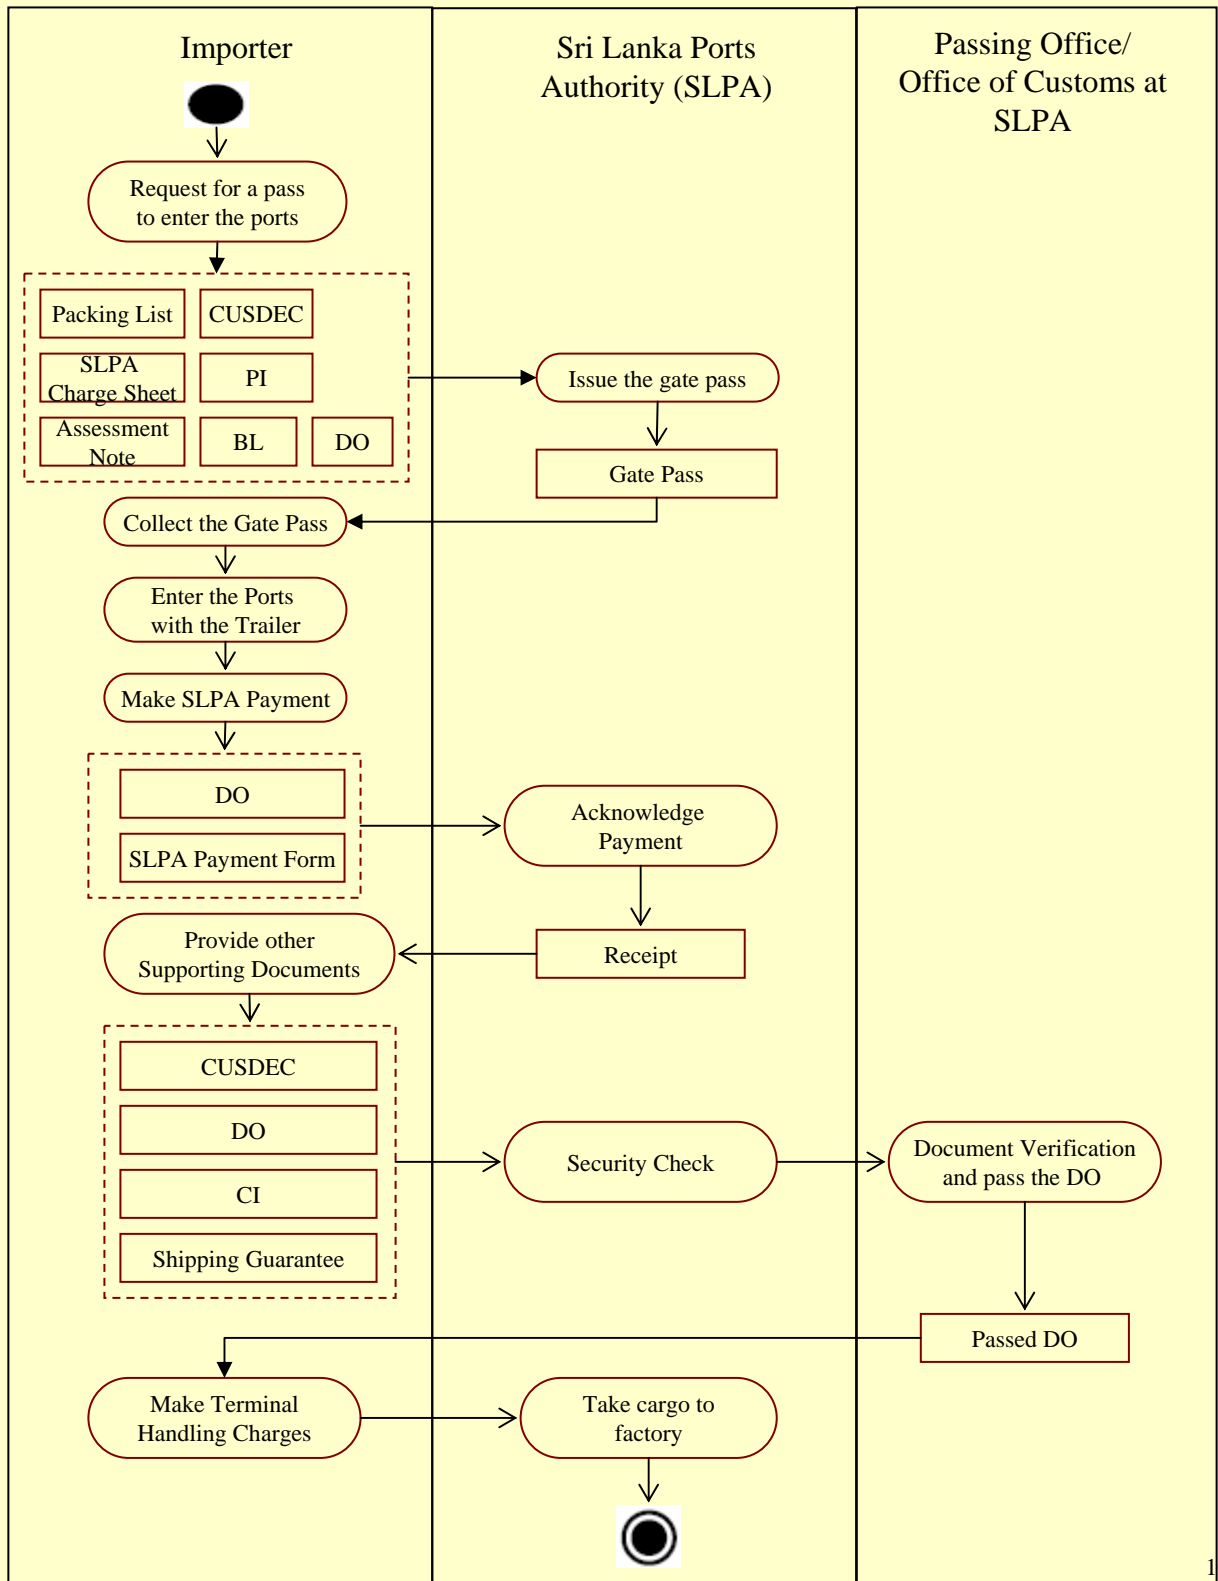 Importer
Sri Lanka Ports
Authority (SLPA)
Passing Office/
Office of Customs at
SLPA
Request for a pass
to enter the ports
Packing List
CUSDEC
SLPA
Charge Sheet
PI
Assessment
Note
BL
DO
Issue the gate pass
Gate Pass
Collect the Gate Pass
Enter the Ports
with the Trailer
Make SLPA Payment
DO
SLPA Payment Form
Acknowledge
Payment
Receipt
Provide other
Supporting Documents
CUSDEC
DO
CI
Shipping Guarantee
Security Check
Document Verification
and pass the DO
Passed DO
Make Terminal
Handling Charges
Take cargo to
factory
1